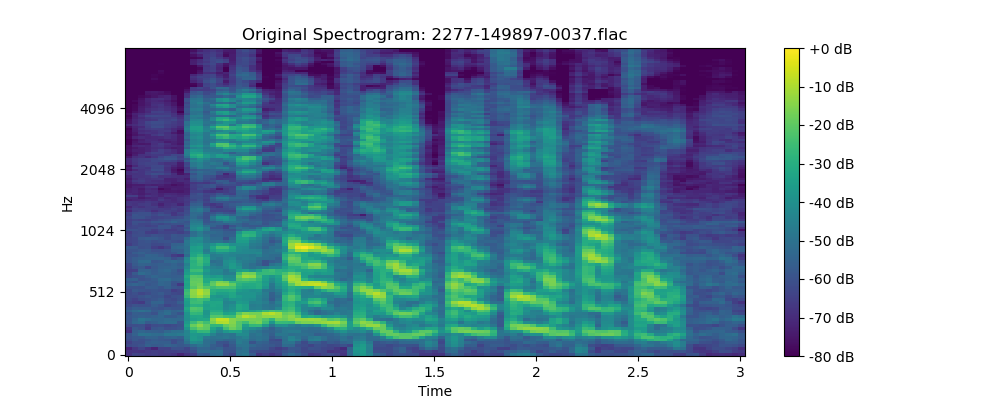 Original Spectrogram: 2277-149897-0037.flac
Hz
4096
2048
1024
512
0
0
0.5
1
1.5
2
2.5
3
Time
+0 dB
-10 dB
-20 dB
-30 dB
-40 dB
-50 dB
-60 dB
-70 dB
-80 dB